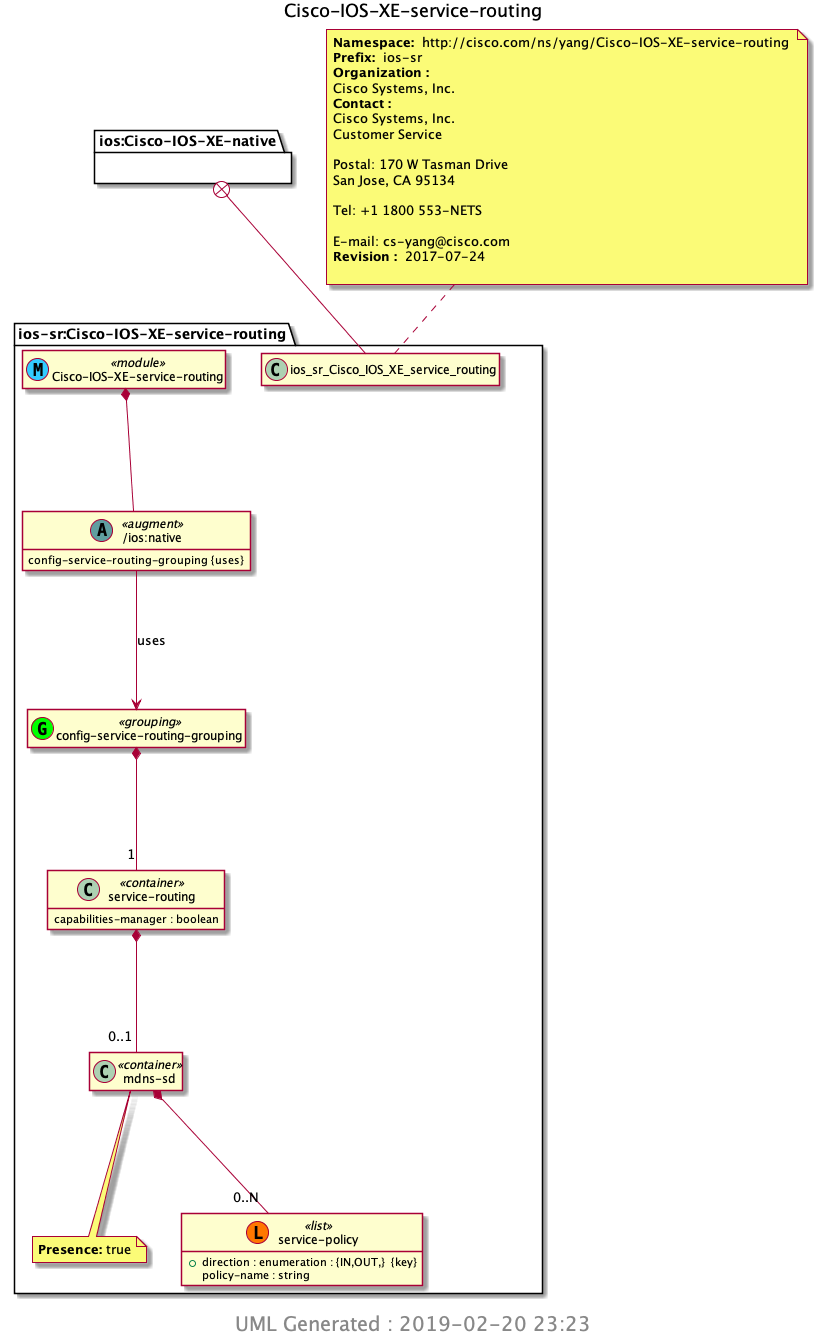 Cisco-IOS-XE-service-routing
Namespace: http://cisco.com/ns/yang/Cisco-IOS-XE-service-routing
Prefix: ios-sr
Organization :
Cisco Systems, Inc.
Contact :
Cisco Systems, Inc.
Customer Service
Postal: 170 W Tasman Drive
San Jose, CA 95134
Tel: +1 1800 553-NETS
E-mail: cs-yang@cisco.com
Revision : 2017-07-24
ios:Cisco-IOS-XE-native
ios-sr:Cisco-IOS-XE-service-routing
M
«module»
Cisco-IOS-XE-service-routing
C
ios_sr_Cisco_IOS_XE_service_routing
A
«augment»
/ios:native
config-service-routing-grouping {uses}
uses
G
«grouping»
config-service-routing-grouping
1
C
«container»
service-routing
capabilities-manager : boolean
0..1
C
«container»
mdns-sd
0..N
Presence: true
L
«list»
service-policy
direction : enumeration : {IN,OUT,} {key}
policy-name : string
UML Generated : 2019-02-20 23:23